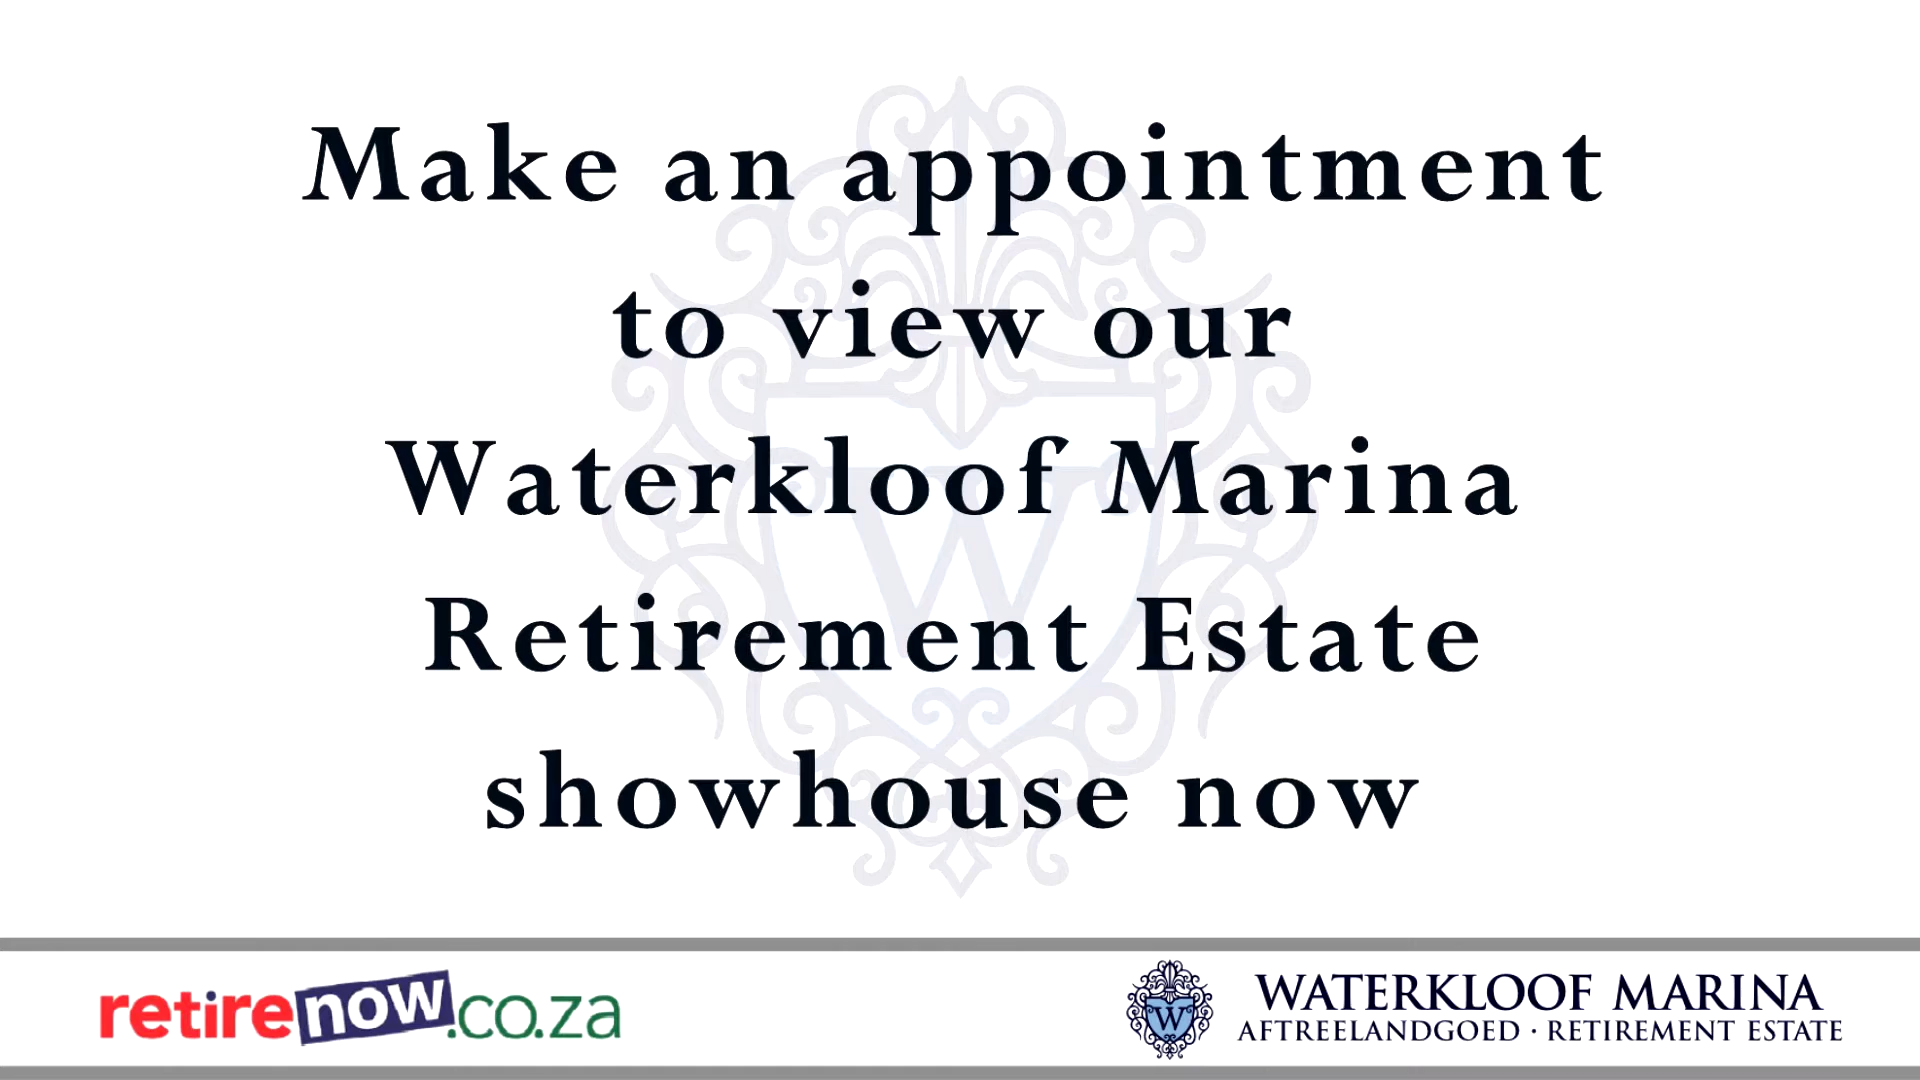 Make an appointment
to view our
Waterkloof Marina
Retirement Estate
showhouse now
W
retirenow.co.za
W
WATERKLOOF MARINA
AFTREELANDGOED · RETIREMENT ESTATE